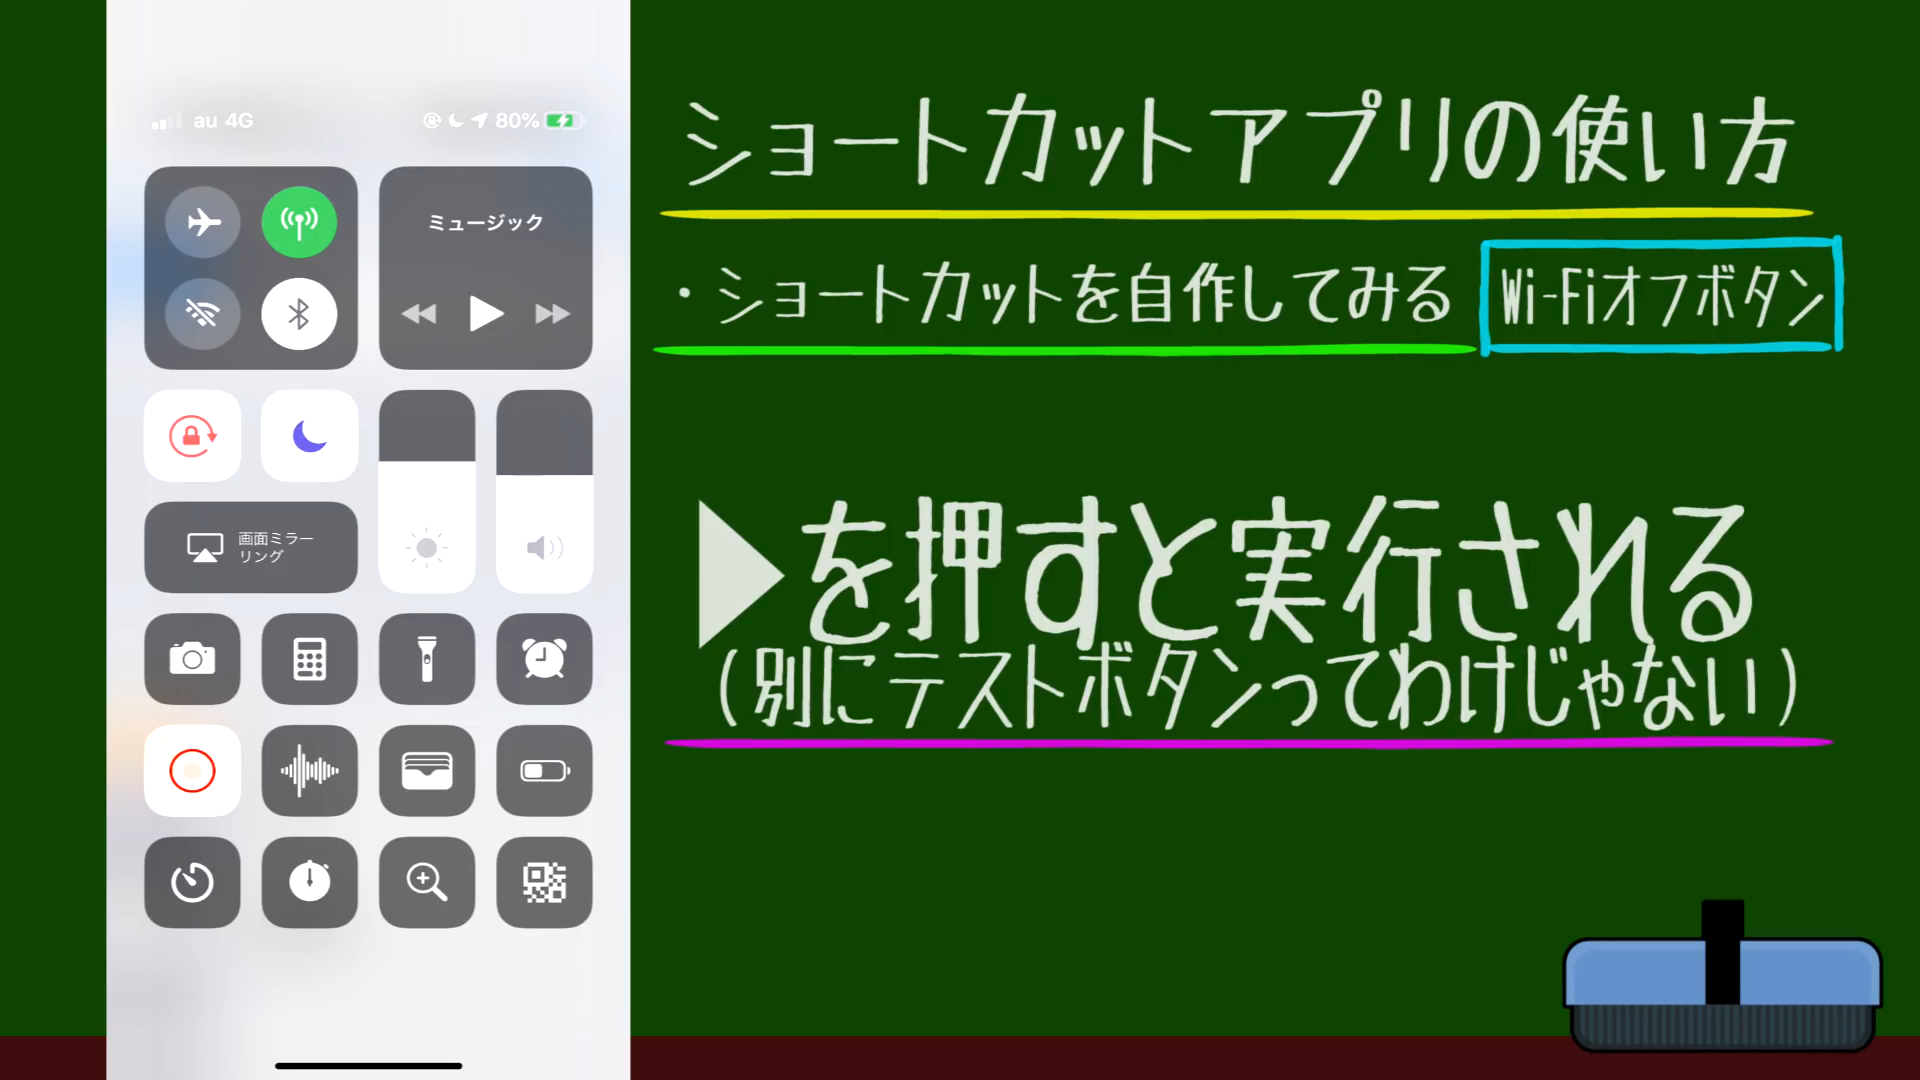 au 4G
80%
ミュージック
画面ミラー
リング
ショートカットアプリの使い方
・ショートカットを自作してみる
Wi-Fiオフボタン
▶を押すと実行される
(別にテストボタンってわけじゃない)